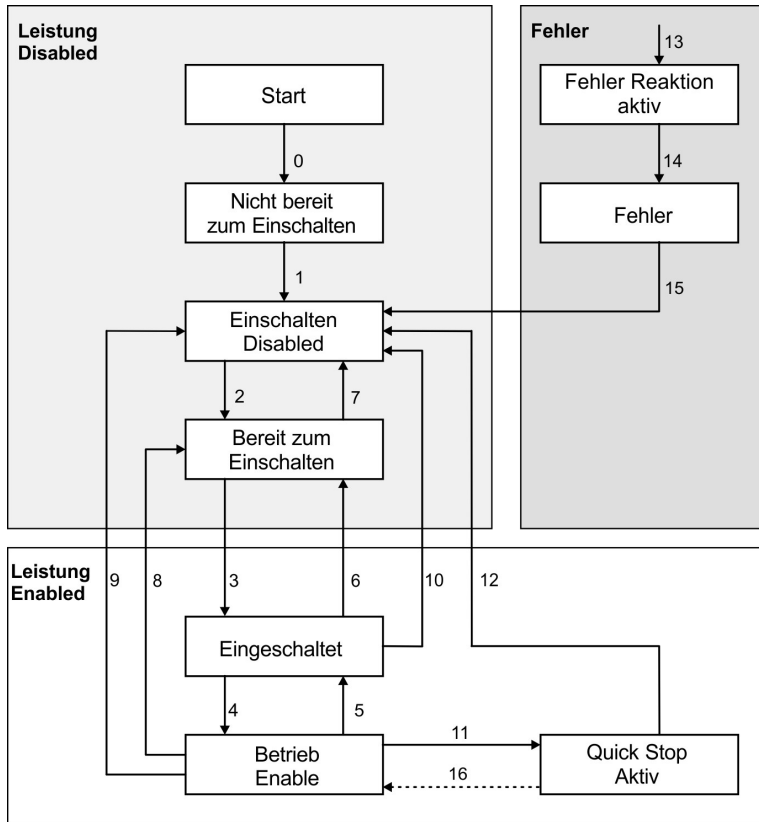 Leistung
Disabled
Fehler
13
Start
Fehler Reaktion
aktiv
0
14
Nicht bereit
zum Einschalten
Fehler
1
15
Einschalten
Disabled
2
7
Bereit zum
Einschalten
Leistung
Enabled
9
8
3
6
10
12
Eingeschaltet
4
5
11
Betrieb
Enable
16
Quick Stop
Aktiv